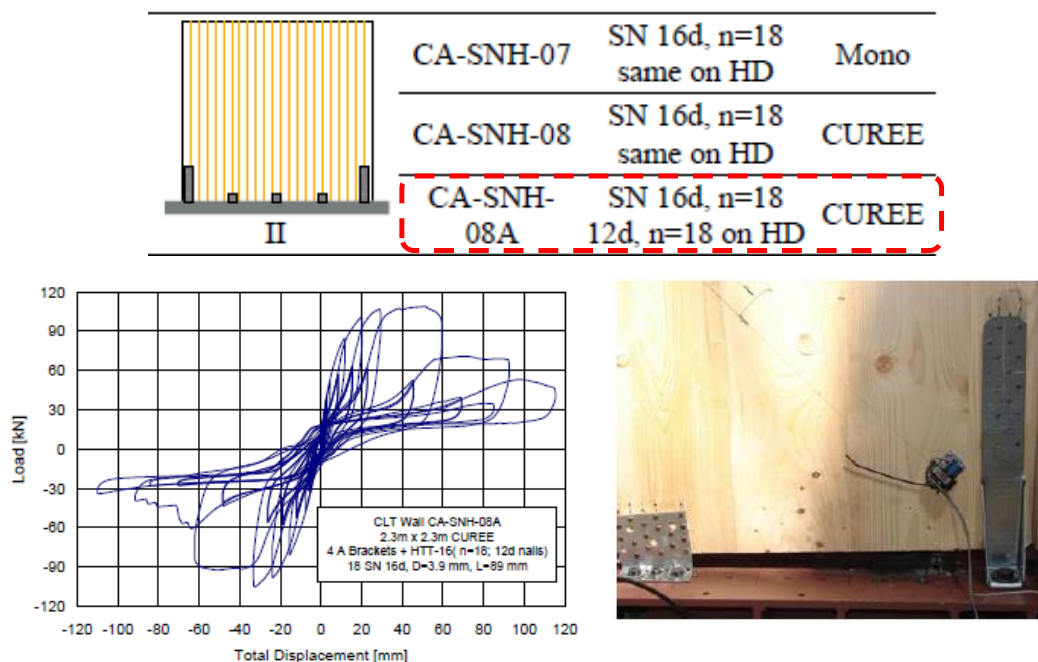 SN 16d, n=18
CA-SNH-07 Mono
same on HD
SN 16d, n=18
CA-SNH-08 CUREE
same on HD
CA-SNH- SN 16d, n=18
CUREE
08A 12d, n=18 on HD
II
120
90
60
30
0
-30
-60
-90
-120
Load [kN]
CLT Wall CA-SNH-08A
2.3m x 2.3m CUREE
4 A Brackets + HTT-16( n=18; 12d nails)
18 SN 16d, D=3.9 mm, L=89 mm
-120 -100 -80 -60 -40 -20 0 20 40 60 80 100 120
Total Displacement [mm]